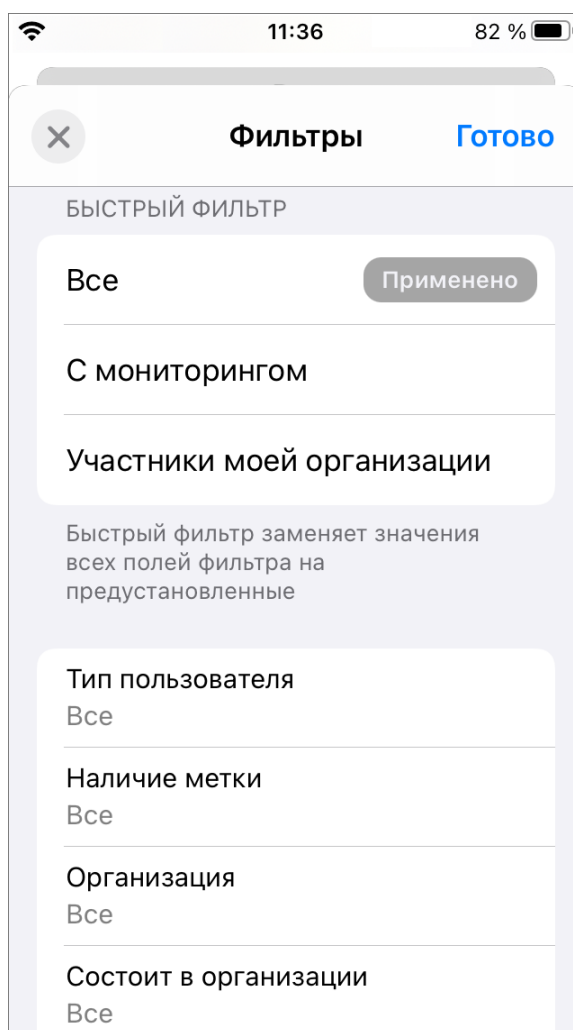 11:36
82 %
Фильтры
Готово
БЫСТРЫЙ ФИЛЬТР
Все
Применено
С мониторингом
Участники моей организации
Быстрый фильтр заменяет значения
всех полей фильтра на
предустановленные
Тип пользователя
Все
Наличие метки
Все
Организация
Все
Состоит в организации
Все